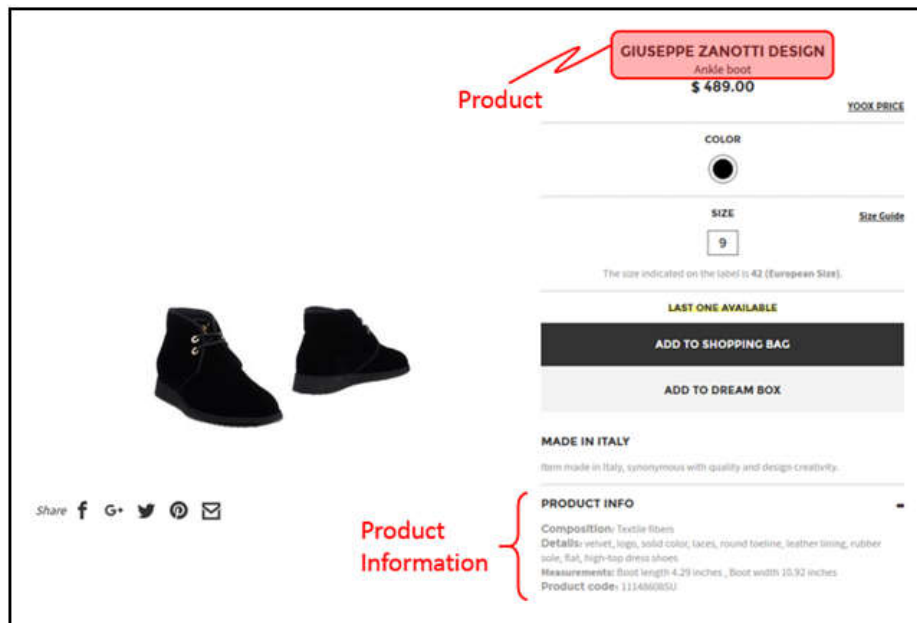 GIUSEPPE ZANOTTI DESIGN
Ankle boot
$ 489.00
Product
YOOX PRICE
COLOR
SIZE
Size Guide
9
The size indicated on the label is 42 (European Size).
LAST ONE AVAILABLE
ADD TO SHOPPING BAG
ADD TO DREAM BOX
MADE IN ITALY
Item made in Italy, synonymous with quality and design creativity.
Share f G+
Product
Information
PRODUCT INFO
Composition: Textile fibers
Details: velvet, logo, solid color, laces, round toeline, leather lining, rubber
sole, flat, high-top dress shoes
Measurements: Boot length 4.29 inches , Boot width 10.92 inches
Product code: 11148608SU